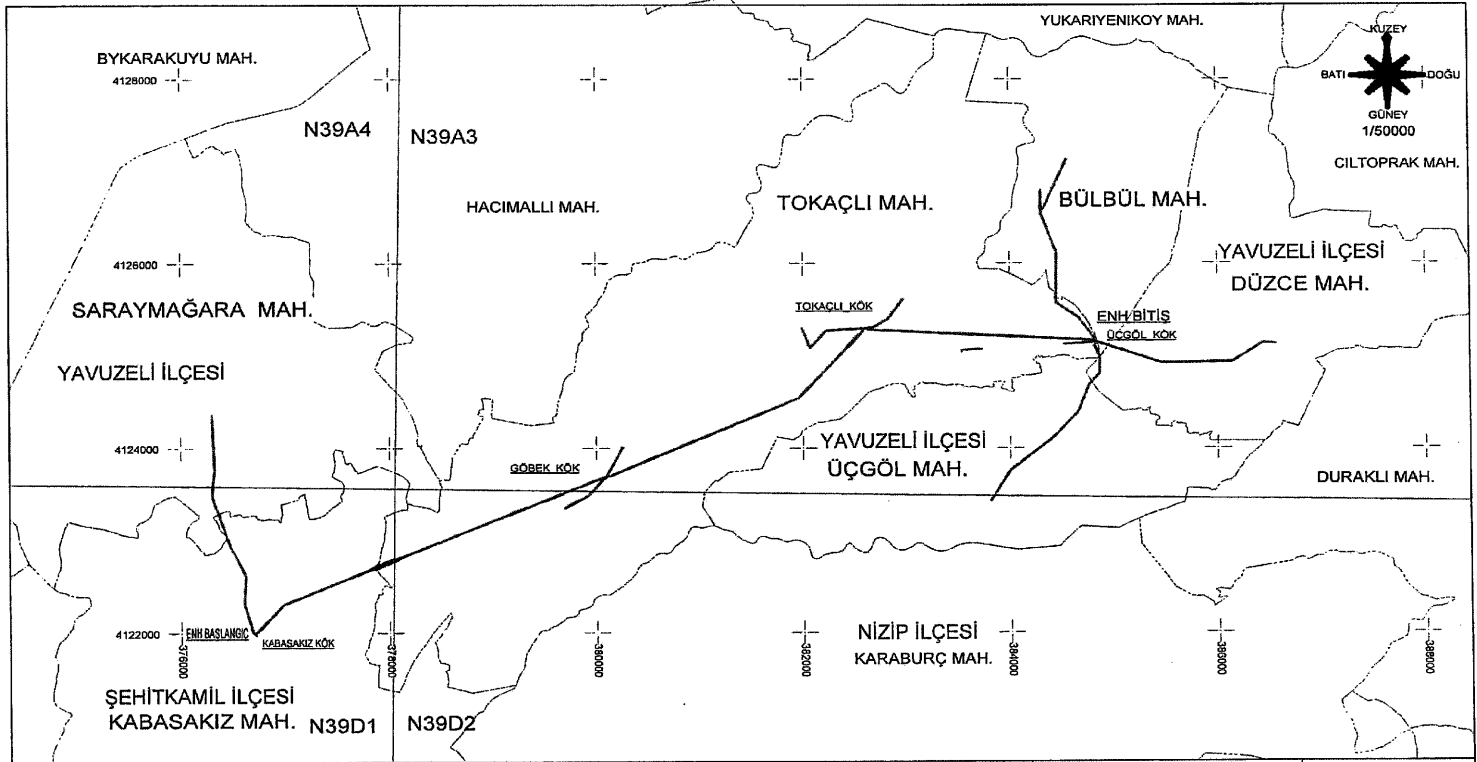 YUKARIYENIKOY MAH.
BYKARAKUYU MAH.
KUZEY
BATI
DOĞU
GÜNEY
1/50000
4128000
N39A4
N39A3
CILTOPRAK MAH.
HACIMALLI MAH.
TOKAÇLI MAH.
BÜLBÜL MAH.
4126000
YAVUZELİ İLÇESİ
DÜZCE MAH.
SARAYMAĞARA MAH.
TOKAÇLI KÖK
ENH BİTİŞ
ÜÇGÖL KÖK
YAVUZELİ İLÇESİ
4124000
GÖBEK KÖK
YAVUZELİ İLÇESİ
ÜÇGÖL MAH.
DURAKLI MAH.
4122000
ENH BAŞLANGIÇ
KABASAKIZ KÖK
376000
378000
380000
382000
384000
386000
388000
NİZİP İLÇESİ
KARABURÇ MAH.
ŞEHİTKAMİL İLÇESİ
KABASAKIZ MAH.
N39D1
N39D2